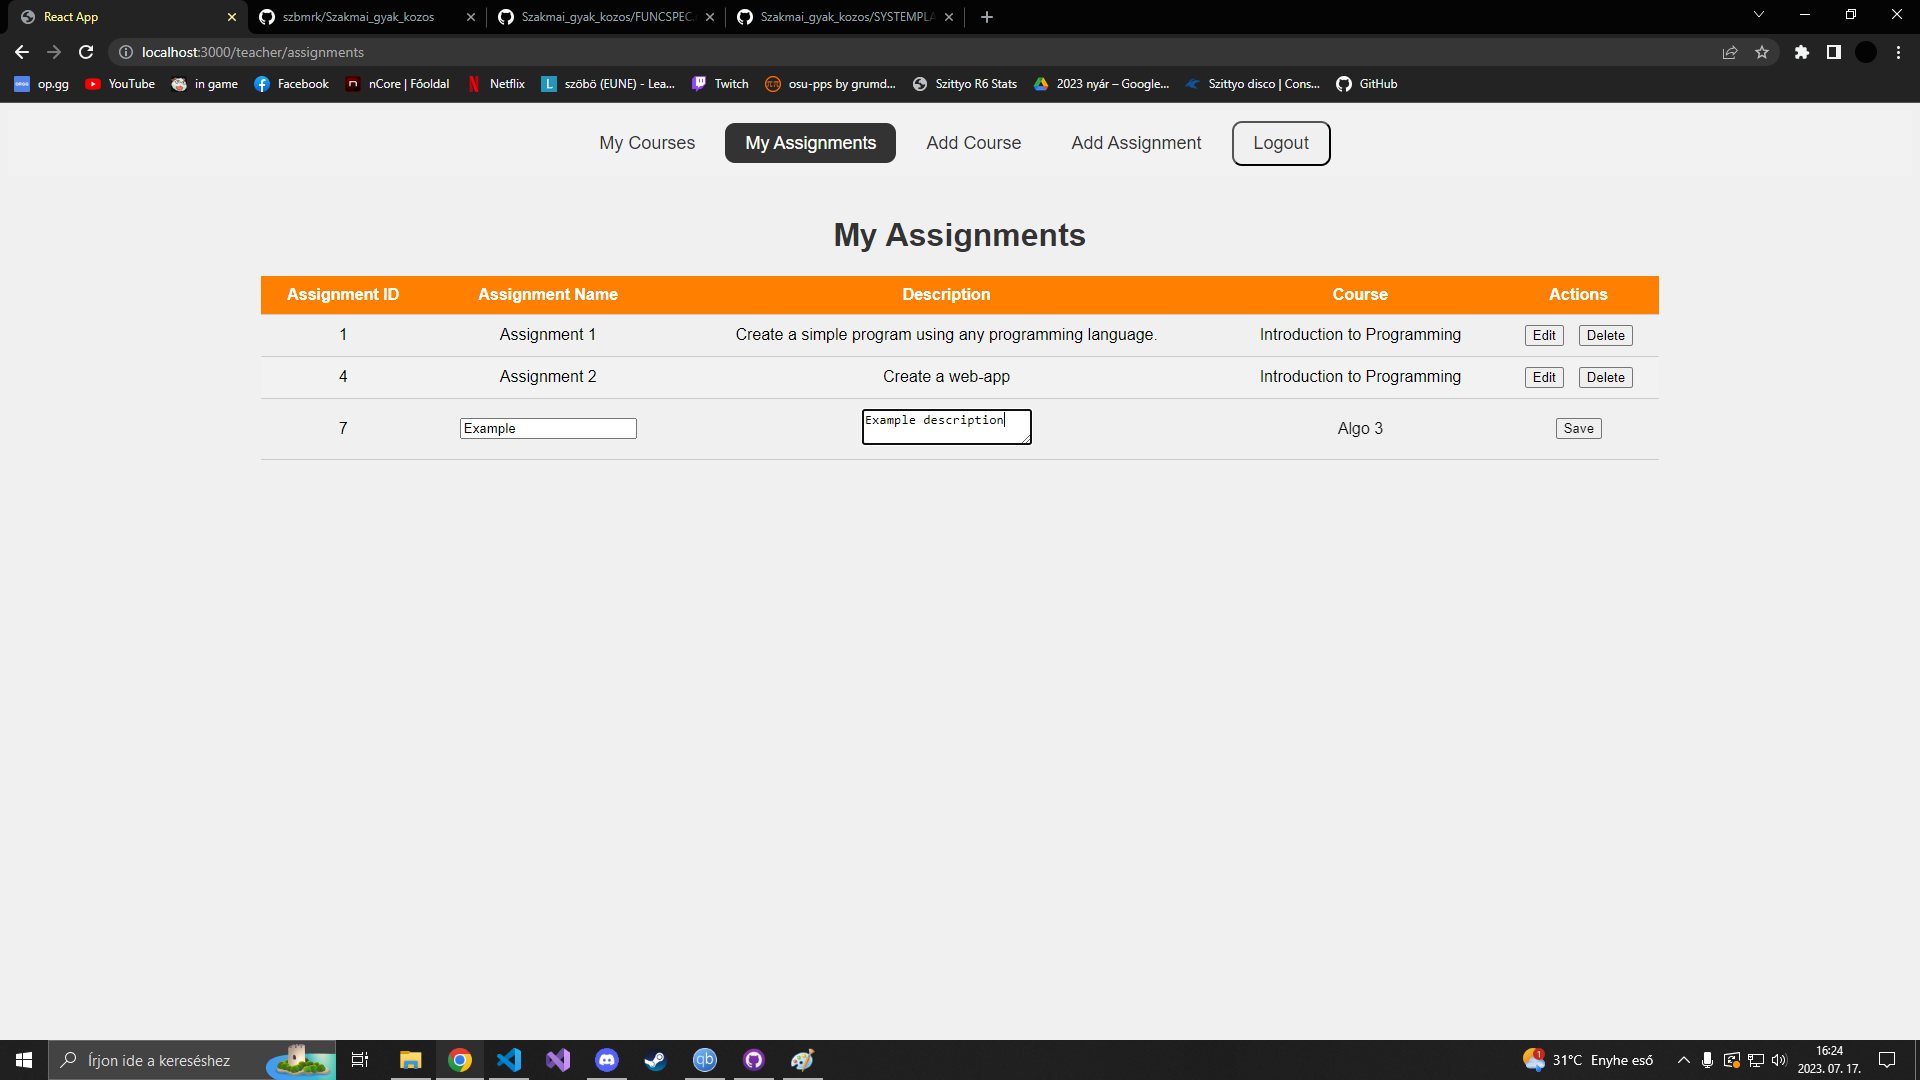 React App
szbmrk/Szakmai_gyak_kozos
Szakmai_gyak_kozos/FUNCSPEC.
Szakmai_gyak_kozos/SYSTEMPLA
localhost:3000/teacher/assignments
op.gg
YouTube
in game
Facebook
nCore | Főoldal
Netflix
szöbö (EUNE) - Lea...
Twitch
osu-pps by grumd...
Szittyo R6 Stats
2023 nyár – Google...
Szittyo disco | Cons...
GitHub
My Courses
My Assignments
Add Course
Add Assignment
Logout
My Assignments
Assignment ID Assignment Name Description Course Actions
1 Assignment 1 Create a simple program using any programming language. Introduction to Programming Edit Delete
4 Assignment 2 Create a web-app Introduction to Programming Edit Delete
7 Example Example description Algo 3 Save
Írjon ide a kereséshez
qb
1
31°C Enyhe eső
16:24
2023. 07. 17.